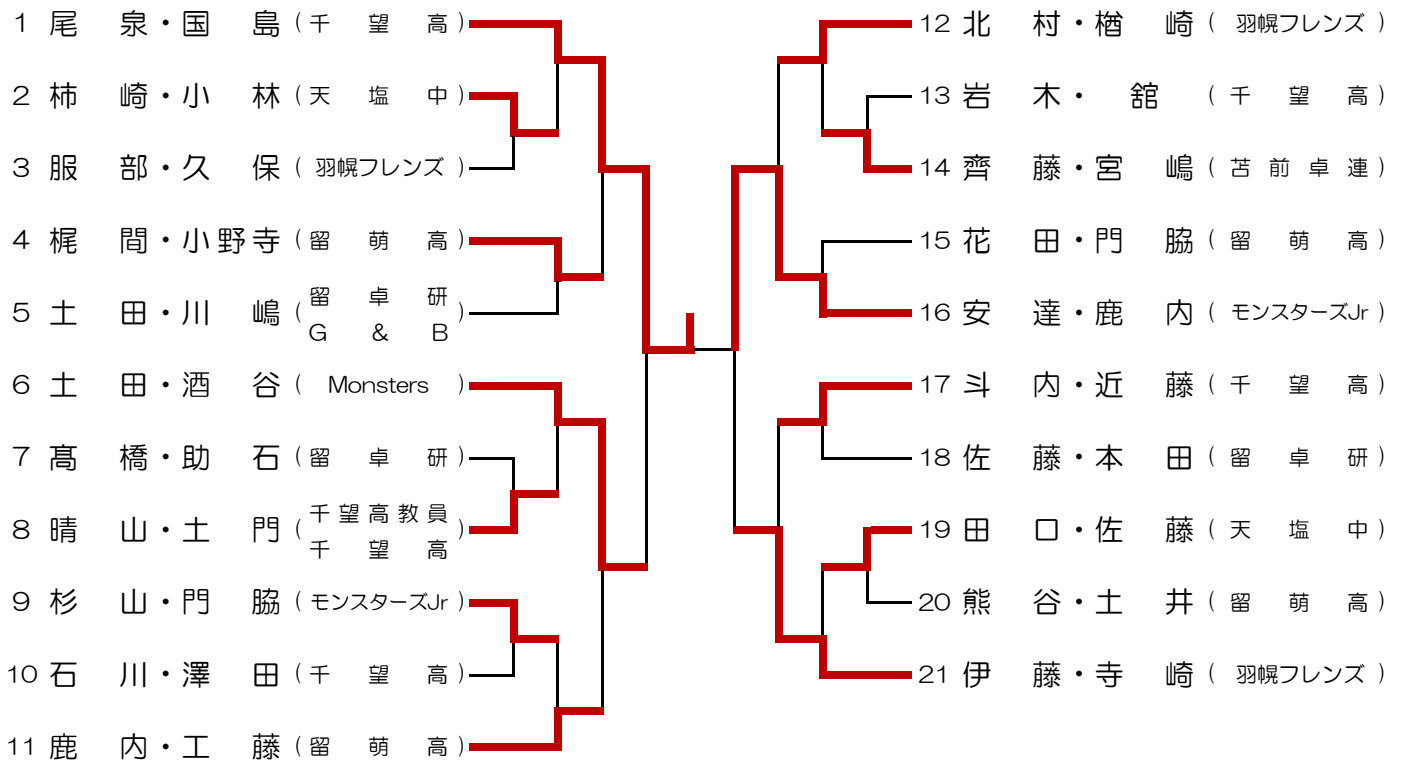 1 尾 泉・国 島 ( 千 望 高 )
2 柿 崎・小 林 ( 天 塩 中 )
3 服 部・久 保 ( 羽幌フレンズ )
4 梶 間・小野寺 ( 留 萌 高 )
5 土 田・川 嶋 ( 留 卓 研 G & B )
6 土 田・酒 谷 ( Monsters )
7 髙 橋・助 石 ( 留 卓 研 )
8 晴 山・土 門 ( 千望高教員 千 望 高 )
9 杉 山・門 脇 ( モンスターズJr )
10 石 川・澤 田 ( 千 望 高 )
11 鹿 内・工 藤 ( 留 萌 高 )
12 北 村・楢 崎 ( 羽幌フレンズ )
13 岩 木・ 舘 ( 千 望 高 )
14 齊 藤・宮 嶋 ( 苫前卓連 )
15 花 田・門 脇 ( 留 萌 高 )
16 安 達・鹿 内 ( モンスターズJr )
17 斗 内・近 藤 ( 千 望 高 )
18 佐 藤・本 田 ( 留 卓 研 )
19 田 口・佐 藤 ( 天 塩 中 )
20 熊 谷・土 井 ( 留 萌 高 )
21 伊 藤・寺 崎 ( 羽幌フレンズ )